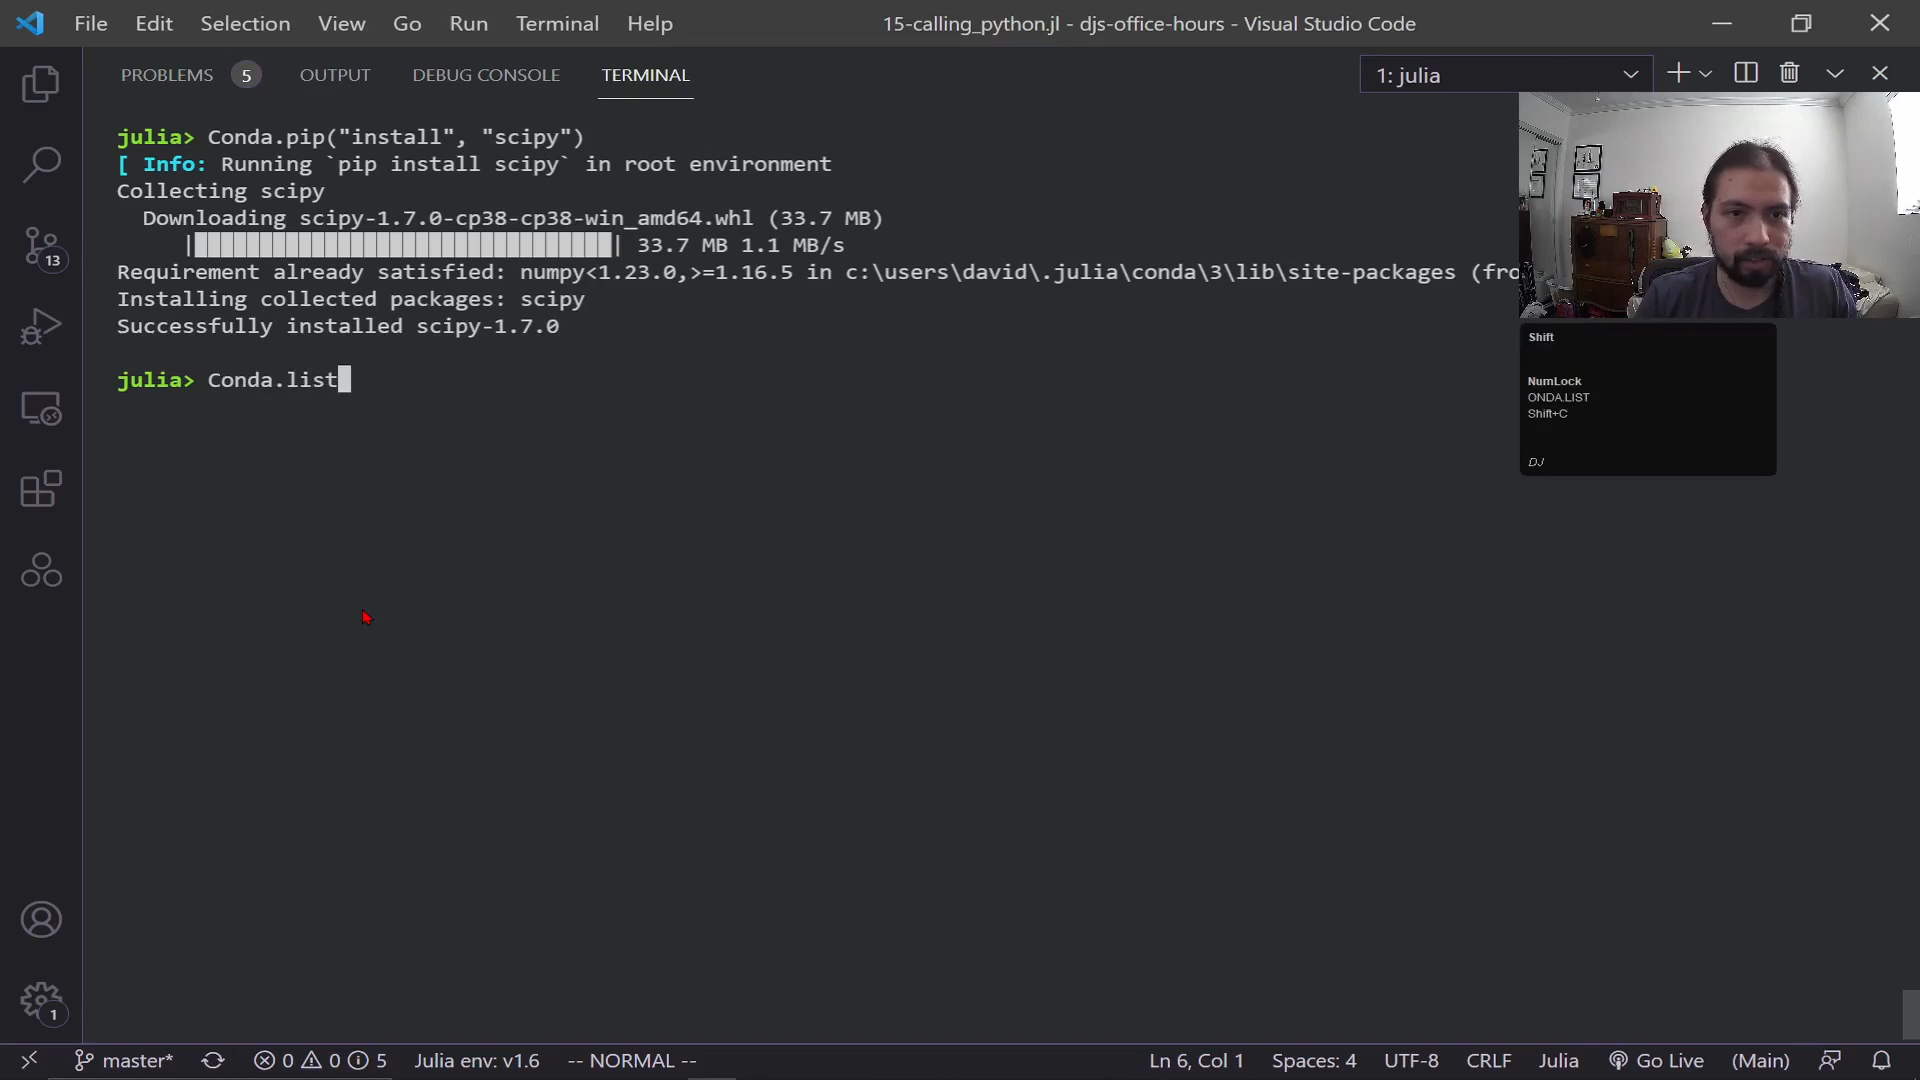 File Edit Selection View Go Run Terminal Help 15-calling_python.jl - djs-office-hours - Visual Studio Code
PROBLEMS 5 OUTPUT DEBUG CONSOLE TERMINAL 1: julia
julia> Conda.pip("install", "scipy")
[ Info: Running `pip install scipy` in root environment
Collecting scipy
Downloading scipy-1.7.0-cp38-cp38-win_amd64.whl (33.7 MB)
|████████████████████████████████| 33.7 MB 1.1 MB/s
Requirement already satisfied: numpy<1.23.0,>=1.16.5 in c:\users\david\.julia\conda\3\lib\site-packages (fro
Installing collected packages: scipy
Successfully installed scipy-1.7.0
julia> Conda.list
Shift
NumLock
ONDA.LIST
Shift+C
DJ
13
1
master* 0 0 5 Julia env: v1.6 -- NORMAL -- Ln 6, Col 1 Spaces: 4 UTF-8 CRLF Julia Go Live (Main)